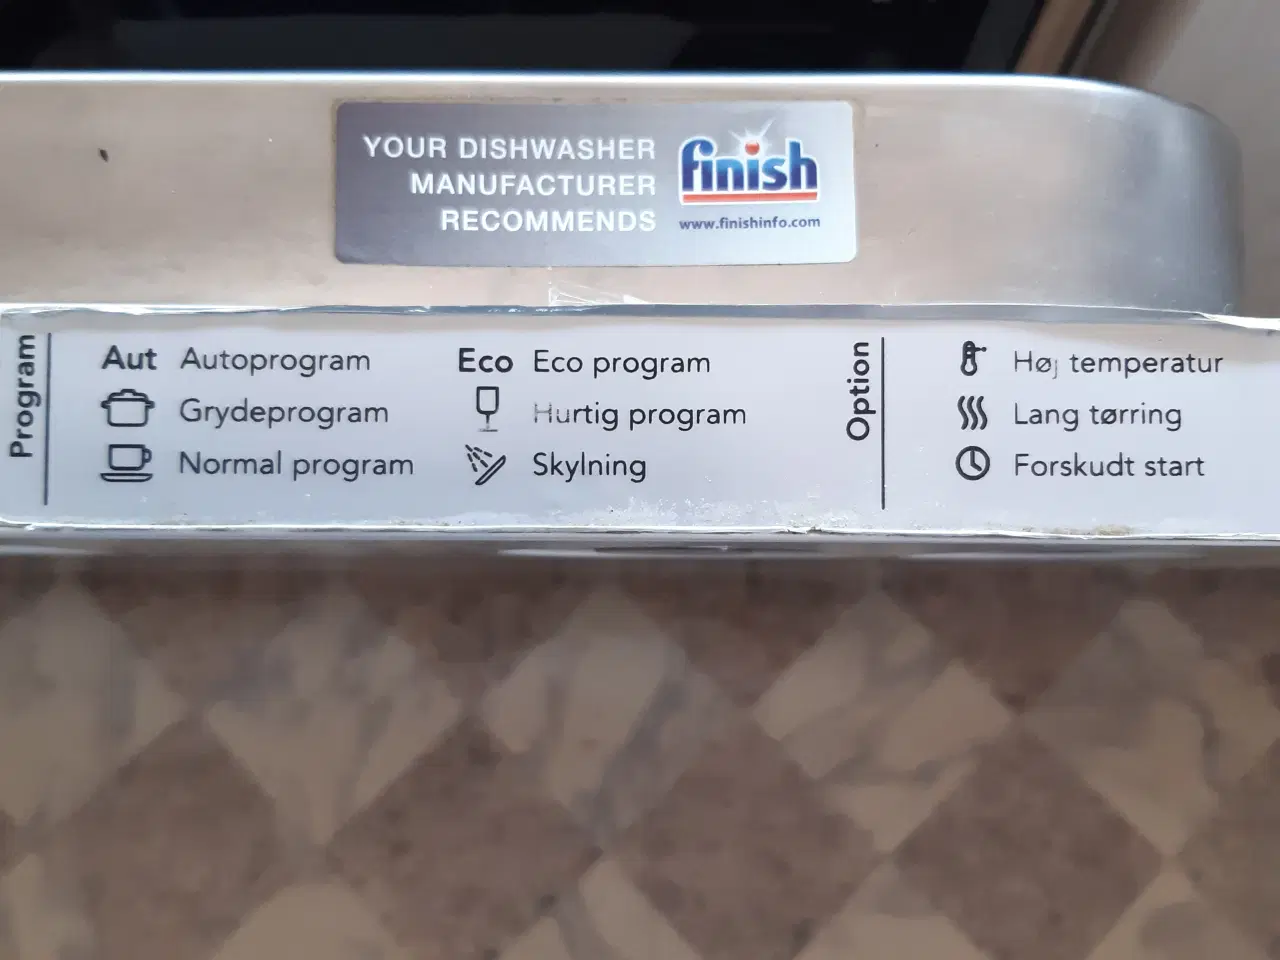 YOUR DISHWASHER
MANUFACTURER
RECOMMENDS
finish
www.finishinfo.com
Program
Aut Autoprogram
Grydeprogram
Normal program
Eco Eco program
Hurtig program
Skylning
Option
Høj temperatur
Lang tørring
Forskudt start